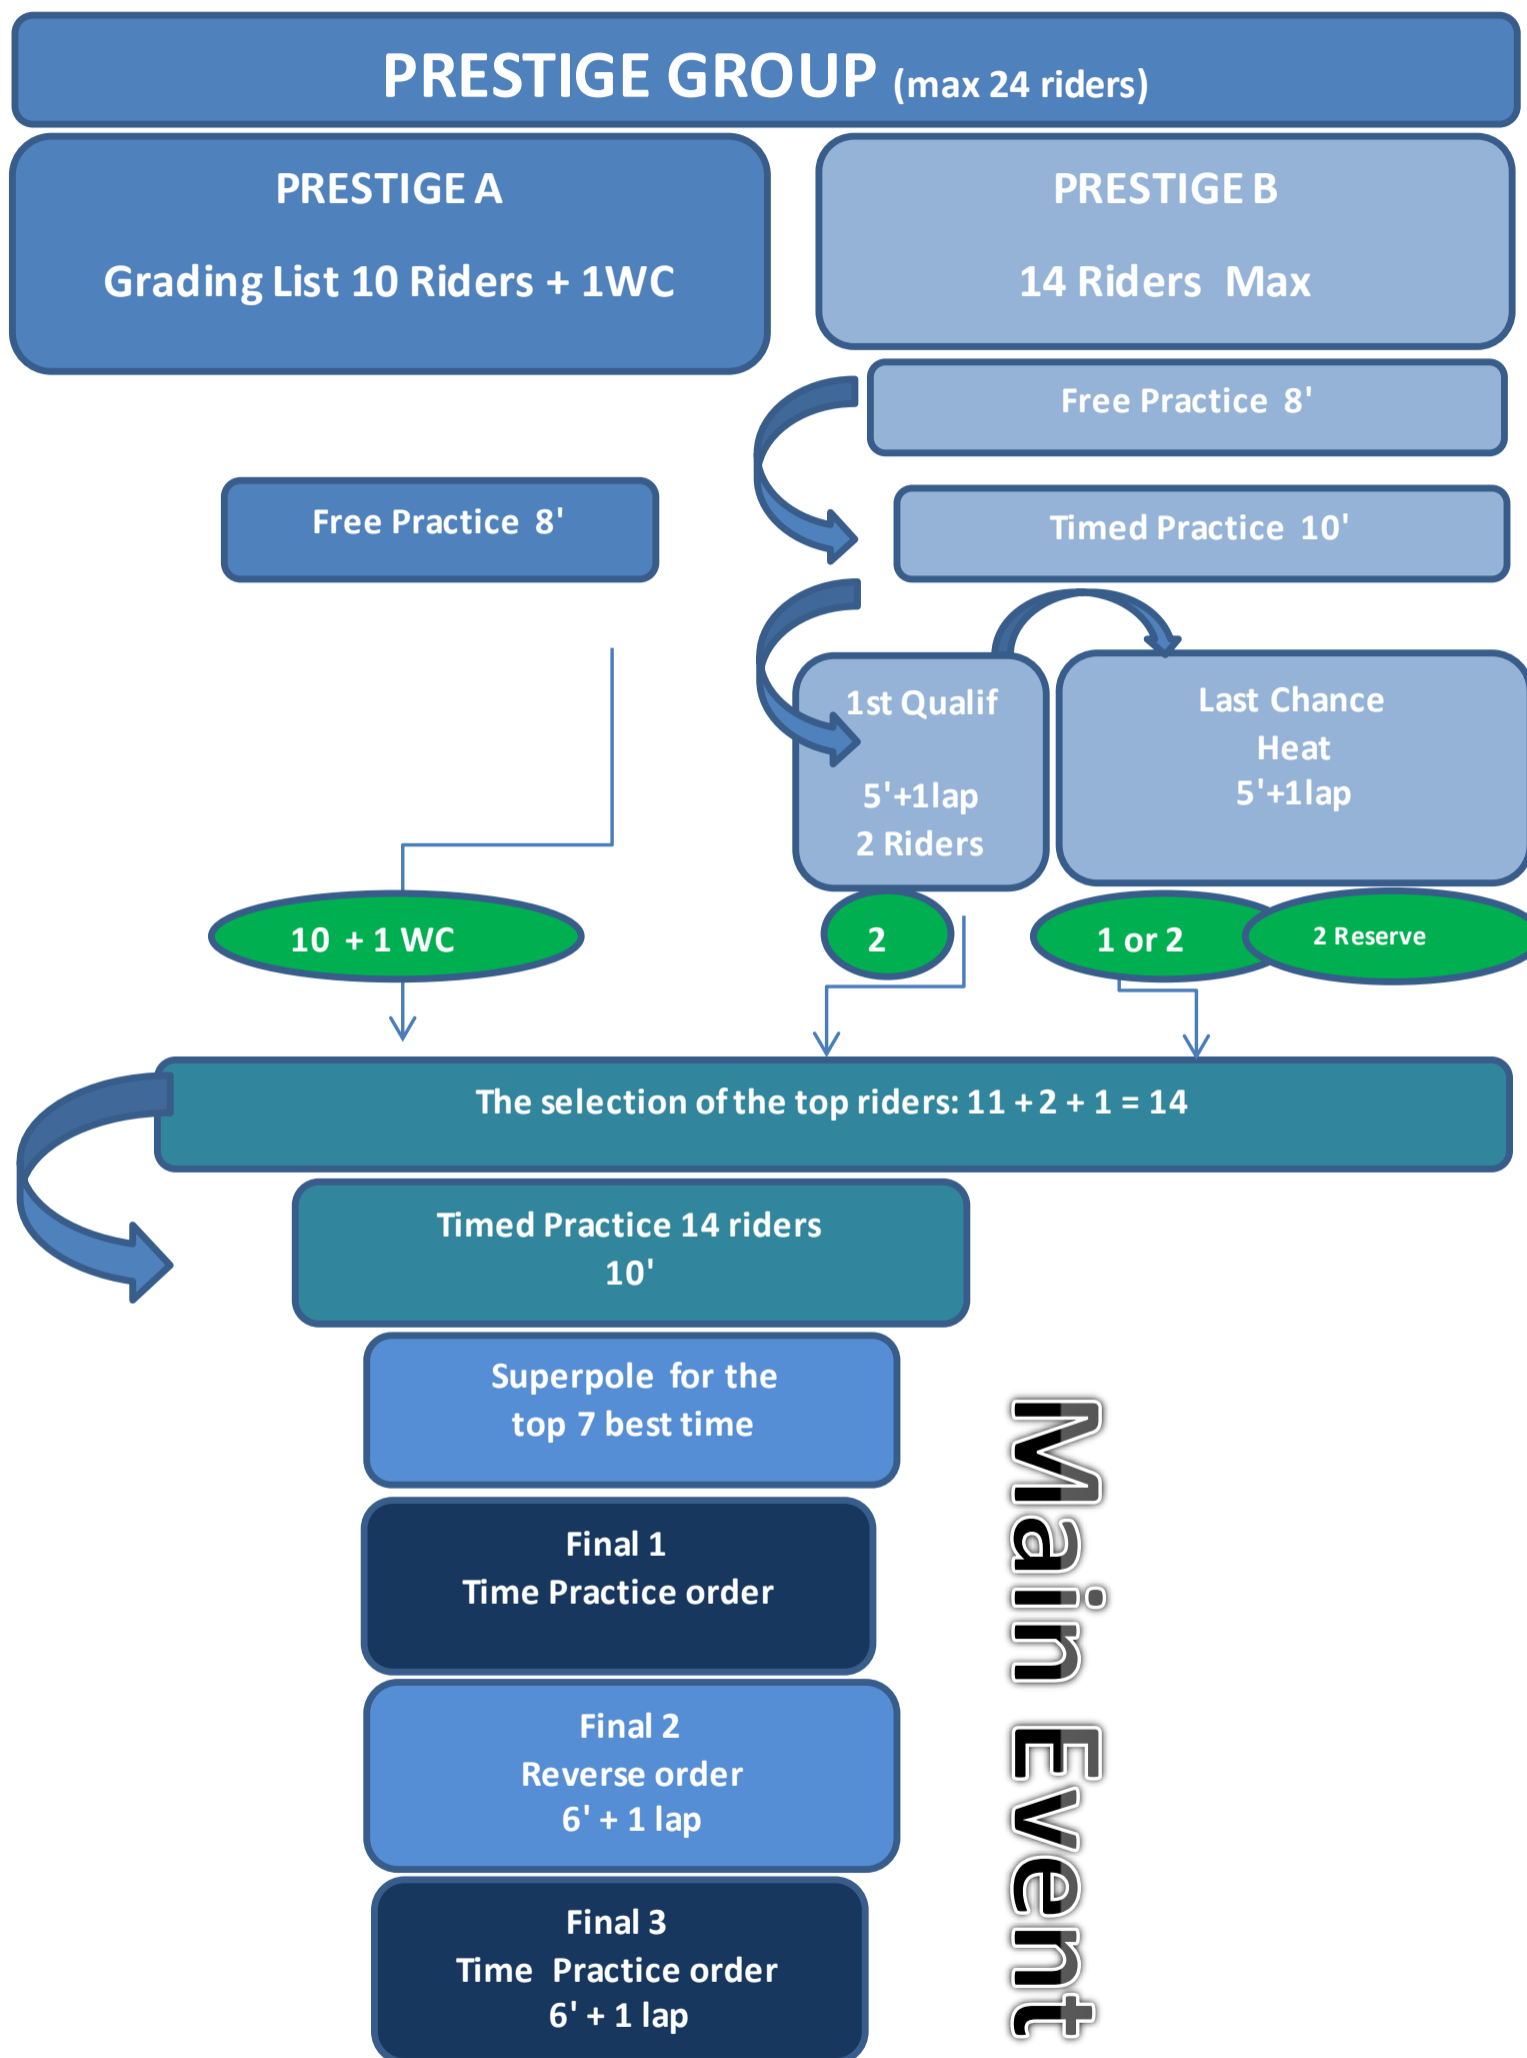 PRESTIGE GROUP (max 24 riders)
PRESTIGE A
Grading List 10 Riders + 1WC
PRESTIGE B
14 Riders Max
Free Practice 8'
Free Practice 8'
Timed Practice 10'
1st Qualif
5'+1lap
2 Riders
Last Chance
Heat
5'+1lap
10 + 1 WC
2
1 or 2
2 Reserve
The selection of the top riders: 11 + 2 + 1 = 14
Timed Practice 14 riders
10'
Superpole for the
top 7 best time
Final 1
Time Practice order
Final 2
Reverse order
6' + 1 lap
Final 3
Time Practice order
6' + 1 lap
Main Event